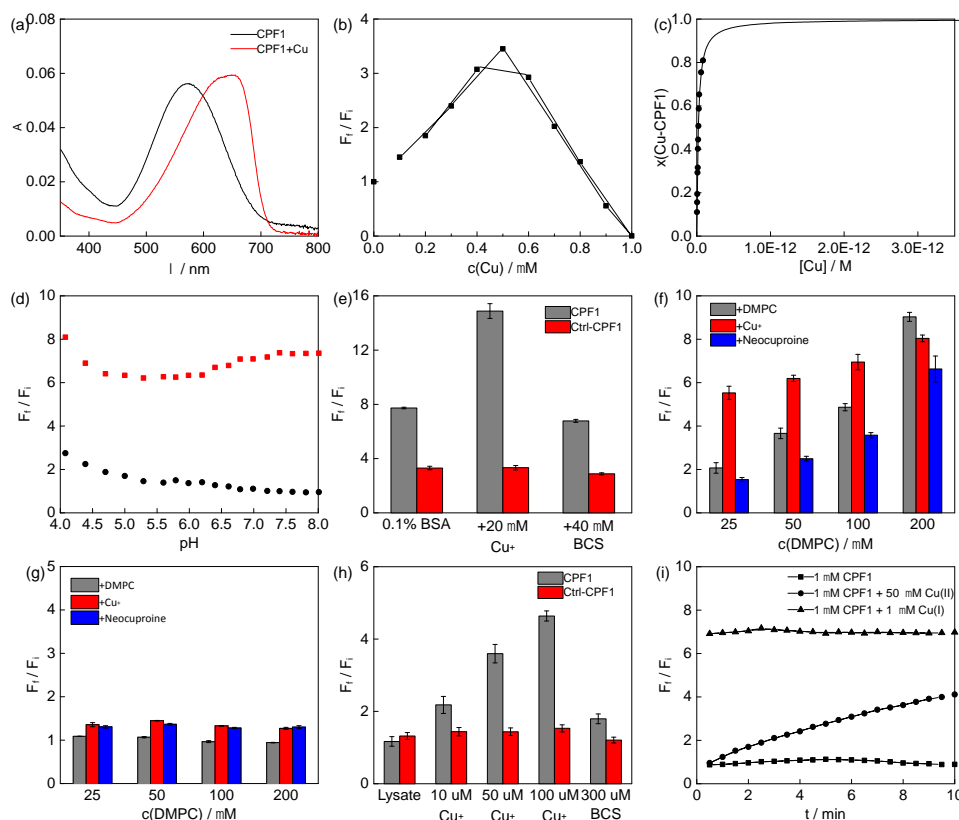 (a)
CPF1
CPF1+Cu
A
0.08
0.06
0.04
0.02
0.00
400 500 600 700 800
l / nm
(b)
Ff / Fi
4
3
2
1
0
0.0 0.2 0.4 0.6 0.8 1.0
c(Cu) / mM
(c)
x(Cu-CPF1)
1.0
0.8
0.6
0.4
0.2
0.0
0.0 1.0E-12 2.0E-12 3.0E-12
[Cu] / M
(d)
Ff / Fi
10
8
6
4
2
0
4.0 4.5 5.0 5.5 6.0 6.5 7.0 7.5 8.0
pH
(e)
CPF1
Ctrl-CPF1
Ff / Fi
16
12
8
4
0
0.1% BSA +20 mM +40 mM
Cu+ BCS
(f)
+DMPC
+Cu+
+Neocuproine
Ff / Fi
10
8
6
4
2
0
25 50 100 200
c(DMPC) / mM
(g)
+DMPC
+Cu+
+Neocuproine
Ff / Fi
5
4
3
2
1
0
25 50 100 200
c(DMPC) / mM
(h)
CPF1
Ctrl-CPF1
Ff / Fi
6
4
2
0
Lysate 10 uM 50 uM 100 uM 300 uM
Cu+ Cu+ Cu+ BCS
(i)
1 mM CPF1
1 mM CPF1 + 50 mM Cu(II)
1 mM CPF1 + 1 mM Cu(I)
Ff / Fi
10
8
6
4
2
0
0 2 4 6 8 10
t / min